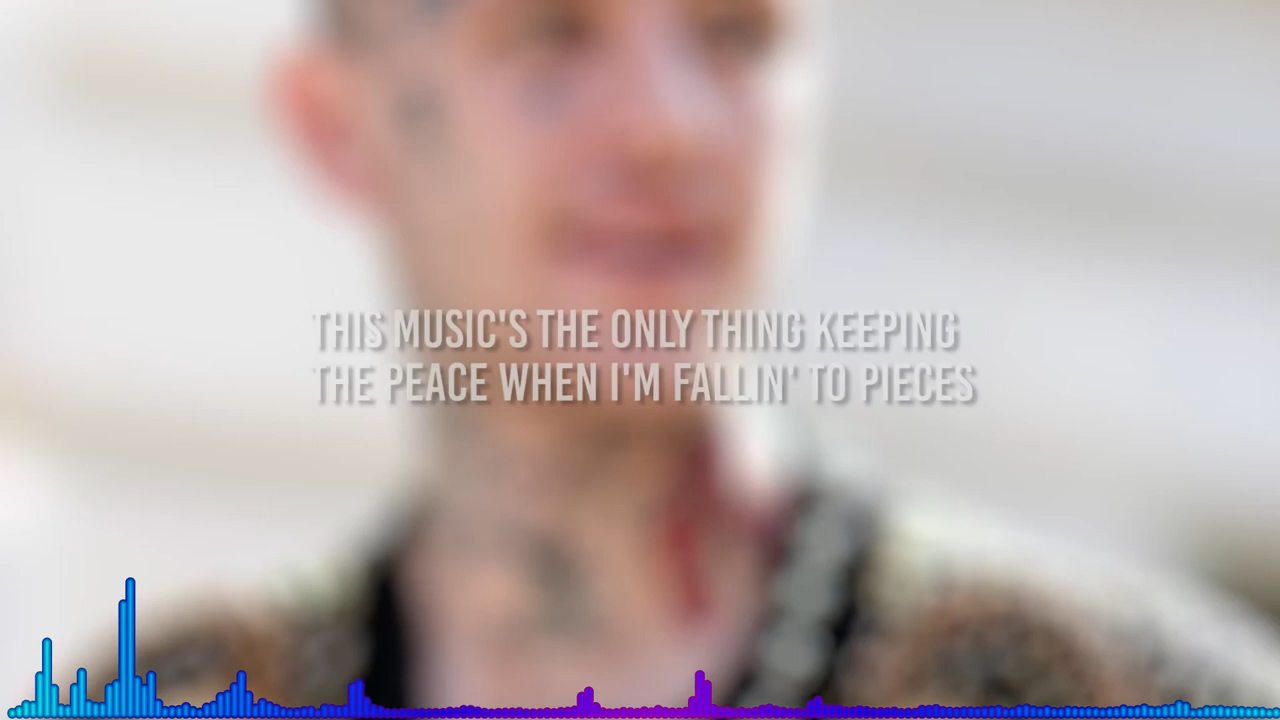 THIS MUSIC'S THE ONLY THING KEEPING
THE PEACE WHEN I'M FALLIN' TO PIECES